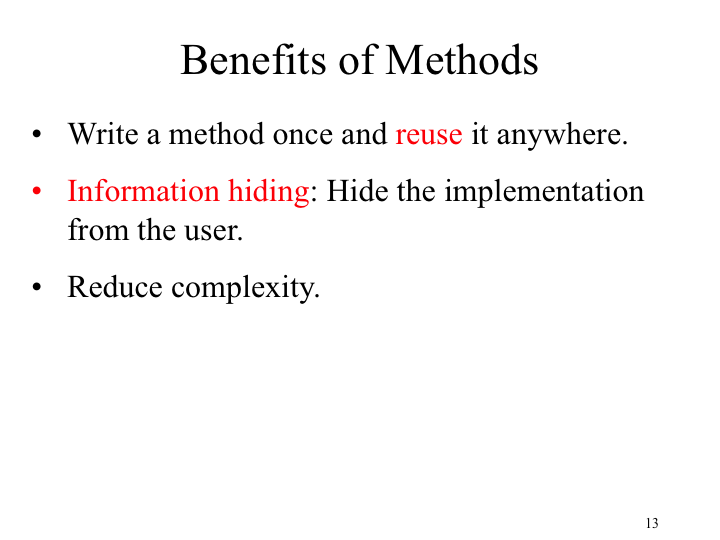 Benefits of Methods
• Write a method once and reuse it anywhere.
• Information hiding: Hide the implementation
from the user.
• Reduce complexity.
13